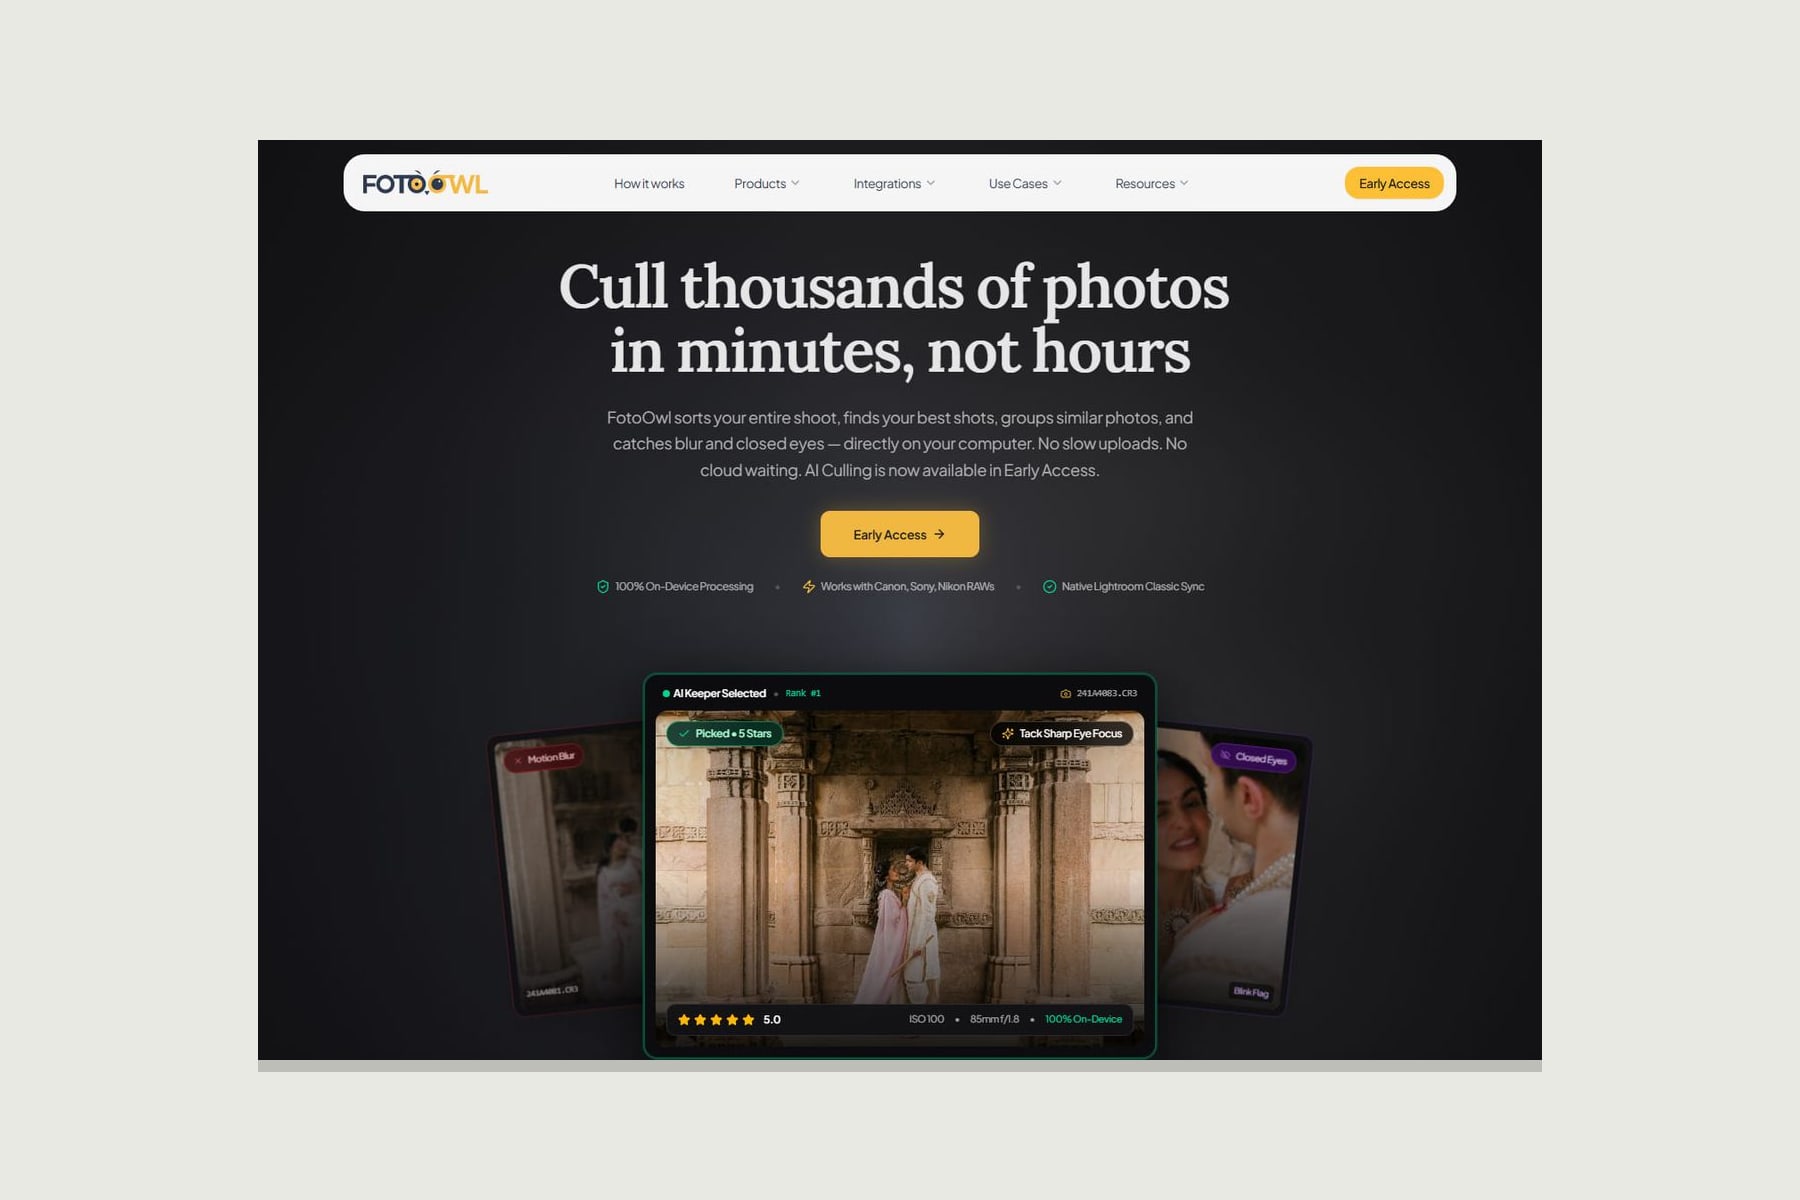 FOTOOWL
How it works
Products
Integrations
Use Cases
Resources
Early Access
Cull thousands of photos
in minutes, not hours
FotoOwl sorts your entire shoot, finds your best shots, groups similar photos, and
catches blur and closed eyes — directly on your computer. No slow uploads. No
cloud waiting. AI Culling is now available in Early Access.
Early Access →
100% On-Device Processing
Works with Canon, Sony, Nikon RAWs
Native Lightroom Classic Sync
AI Keeper Selected • Rank #1
241A4083.CR3
Picked • 5 Stars
Tack Sharp Eye Focus
Motion Blur
Closed Eyes
241A4081.CR3
Blink Flag
5.0
ISO 100 • 85mm f/1.8 • 100% On-Device